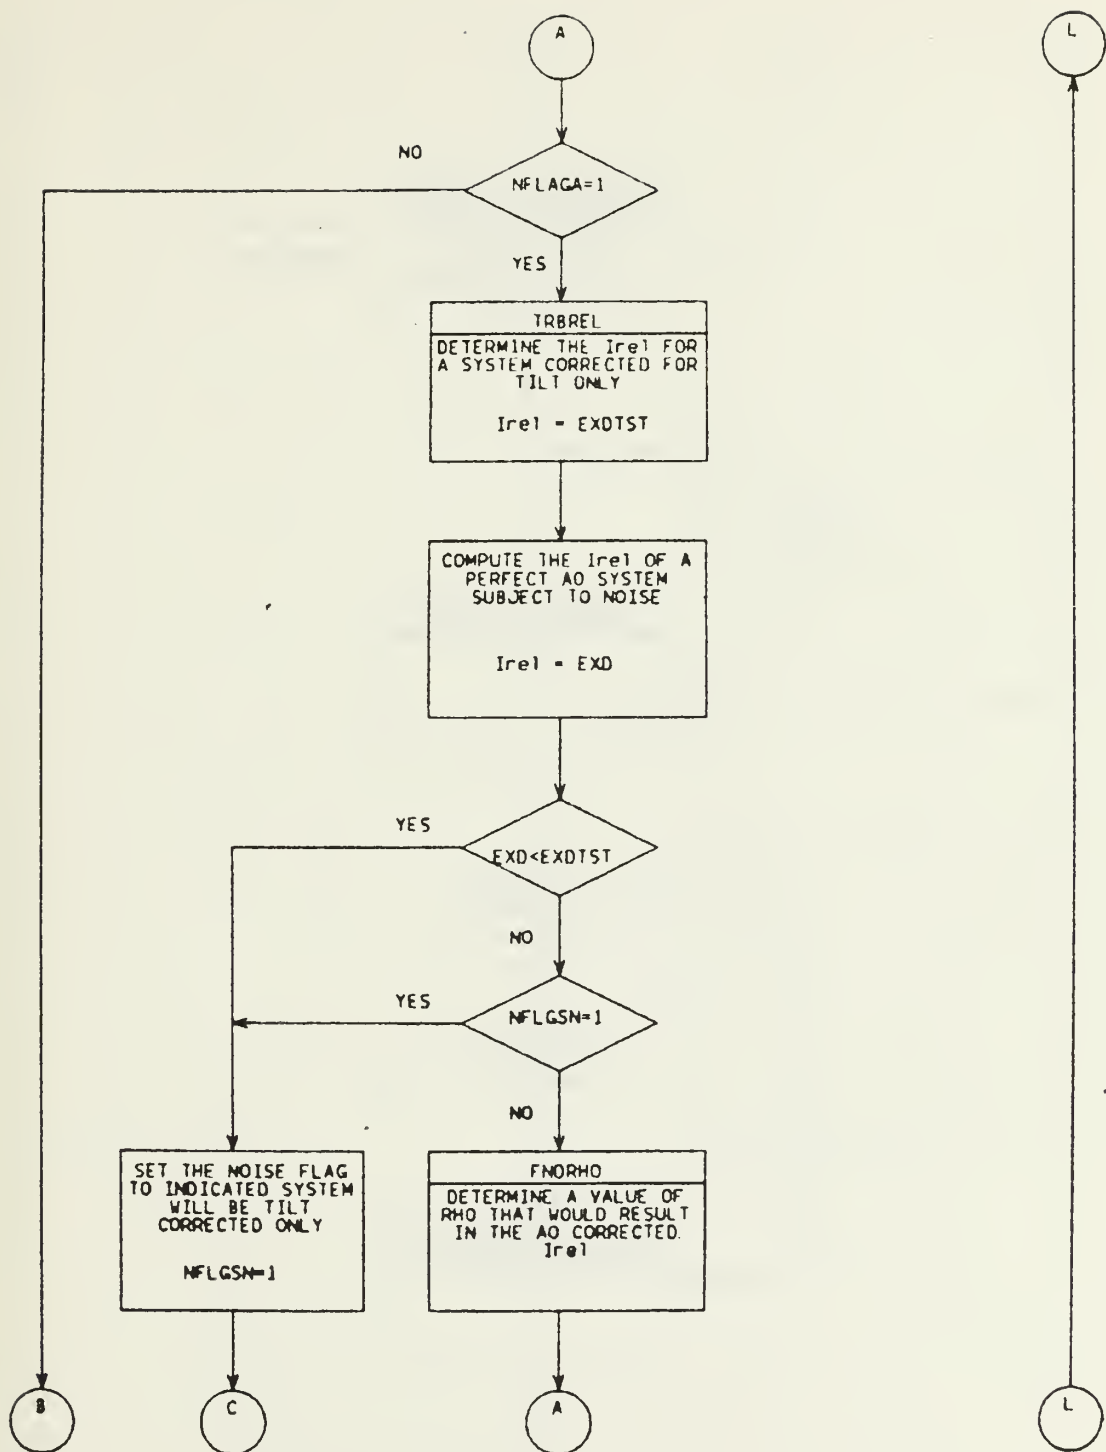 A
L
NO
NFLAGA=1
YES
TRBREL
DETERMINE THE Irel FOR
A SYSTEM CORRECTED FOR
TILT ONLY
Irel = EXDTST
COMPUTE THE Irel OF A
PERFECT AO SYSTEM
SUBJECT TO NOISE
Irel = EXD
YES
EXD<EXDTST
NO
YES
NFLGSN=1
NO
SET THE NOISE FLAG
TO INDICATED SYSTEM
WILL BE TILT
CORRECTED ONLY
NFLGSN=1
FNDRHO
DETERMINE A VALUE OF
RHO THAT WOULD RESULT
IN THE AO CORRECTED.
Irel
B
C
A
L